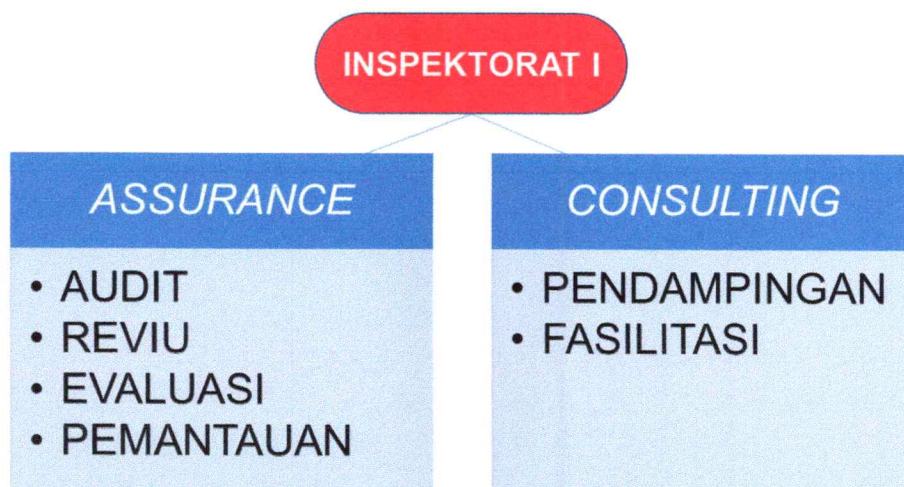 INSPEKTORAT I
ASSURANCE
• AUDIT
• REVIU
• EVALUASI
• PEMANTAUAN
CONSULTING
• PENDAMPINGAN
• FASILITASI